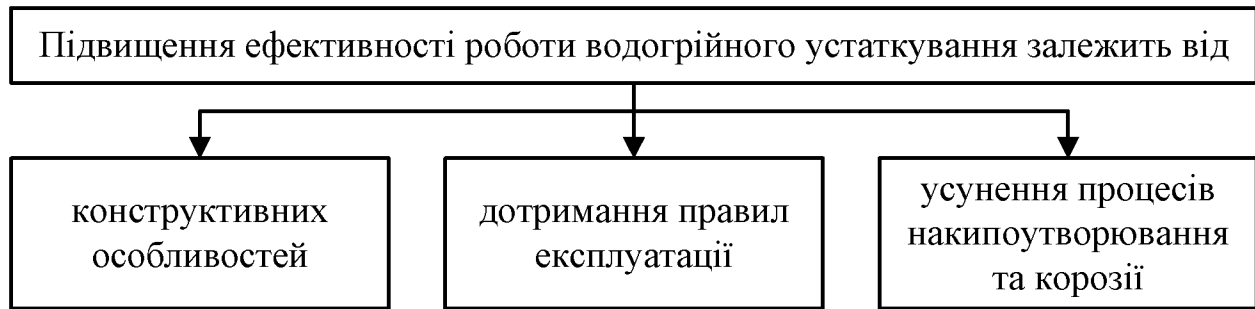 Підвищення ефективності роботи водогрійного устаткування залежить від
конструктивних
особливостей
дотримання правил
експлуатації
усунення процесів
накипоутворювання
та корозії